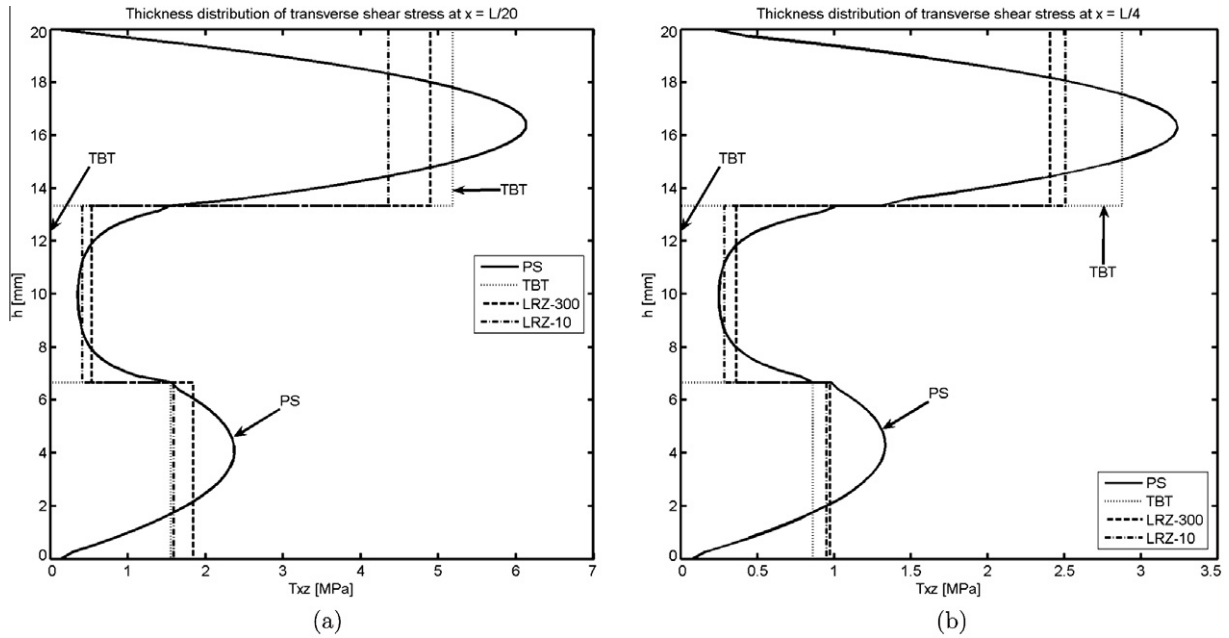 Thickness distribution of transverse shear stress at x = L/20
20
18
16
14
12
10
8
6
4
2
0
h [mm]
TBT
TBT
PS
PS
TBT
LRZ-300
LRZ-10
0 1 2 3 4 5 6 7
Txz [MPa]
(a)
Thickness distribution of transverse shear stress at x = L/4
20
18
16
14
12
10
8
6
4
2
0
h [mm]
TBT
TBT
PS
PS
TBT
LRZ-300
LRZ-10
0 0.5 1 1.5 2 2.5 3 3.5
Txz [MPa]
(b)